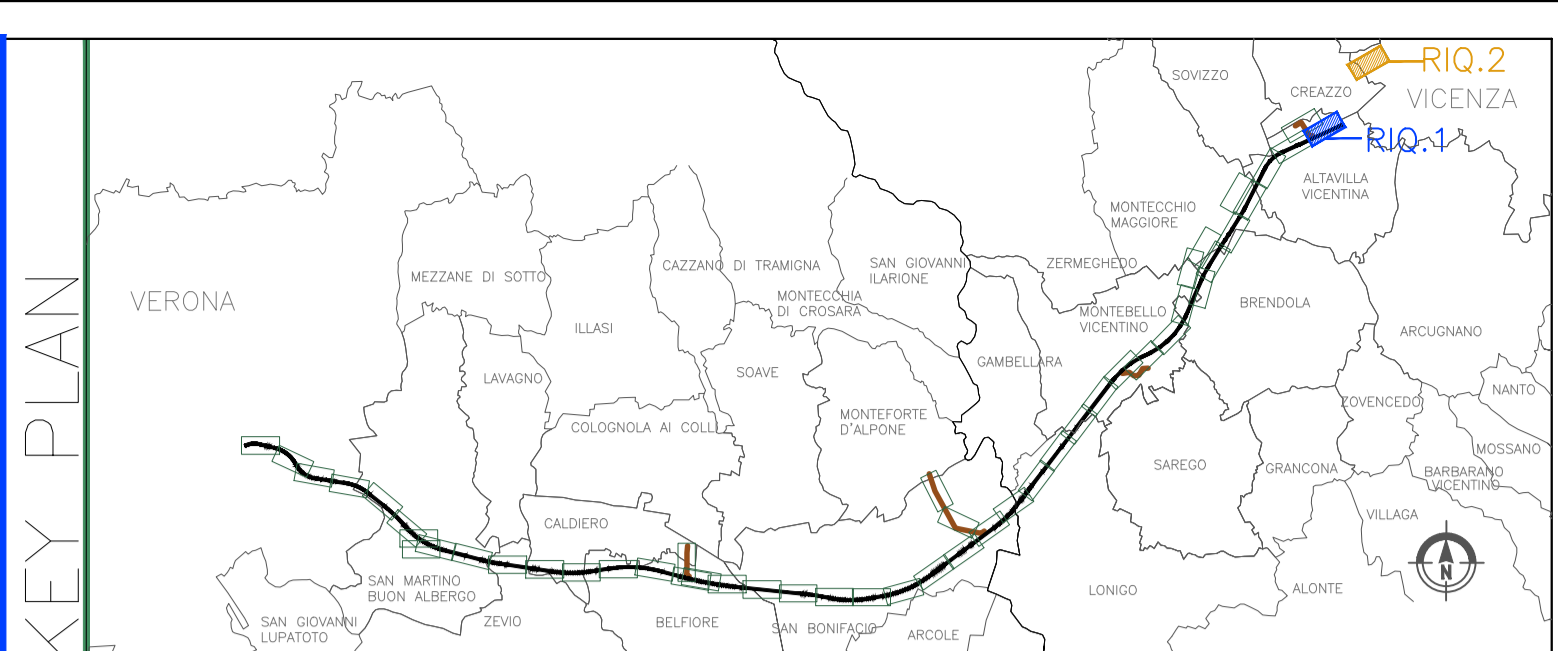 KEY PLAN
RIQ.2
SOVIZZO
CREAZZO
VICENZA
RIQ.1
ALTAVILLA
VICENTINA
MONTECCHIO
MAGGIORE
ZERMEGHEDO
SAN GIOVANNI
ILARIONE
CAZZANO DI TRAMIGNA
MEZZANE DI SOTTO
MONTECCHIA
DI CROSARA
VERONA
BRENDOLA
MONTEBELLO
VICENTINO
ILLASI
ARCUGNANO
GAMBELLARA
SOAVE
LAVAGNO
NANTO
ZOVENCEDO
MONTEFORTE
D'ALPONE
COLOGNOLA AI COLLI
MOSSANO
SAREGO
GRANCONA
BARBARANO
VICENTINO
VILLAGA
CALDIERO
N
SAN MARTINO
BUON ALBERGO
LONIGO
ALONTE
SAN GIOVANNI
LUPATOTO
ZEVIO
BELFIORE
SAN BONIFACIO
ARCOLE